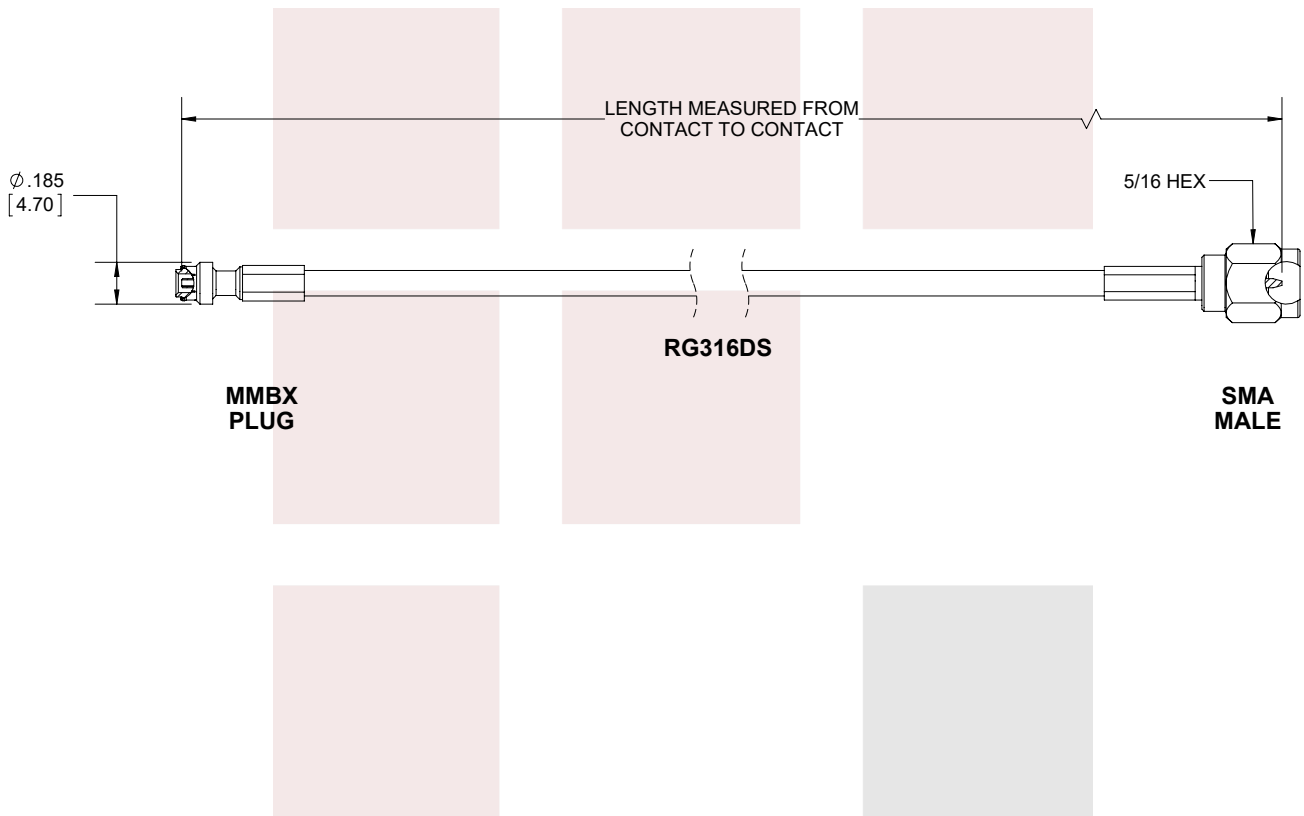 LENGTH MEASURED FROM
CONTACT TO CONTACT
⌀.185
[4.70]
5/16 HEX
RG316DS
MMBX
PLUG
SMA
MALE